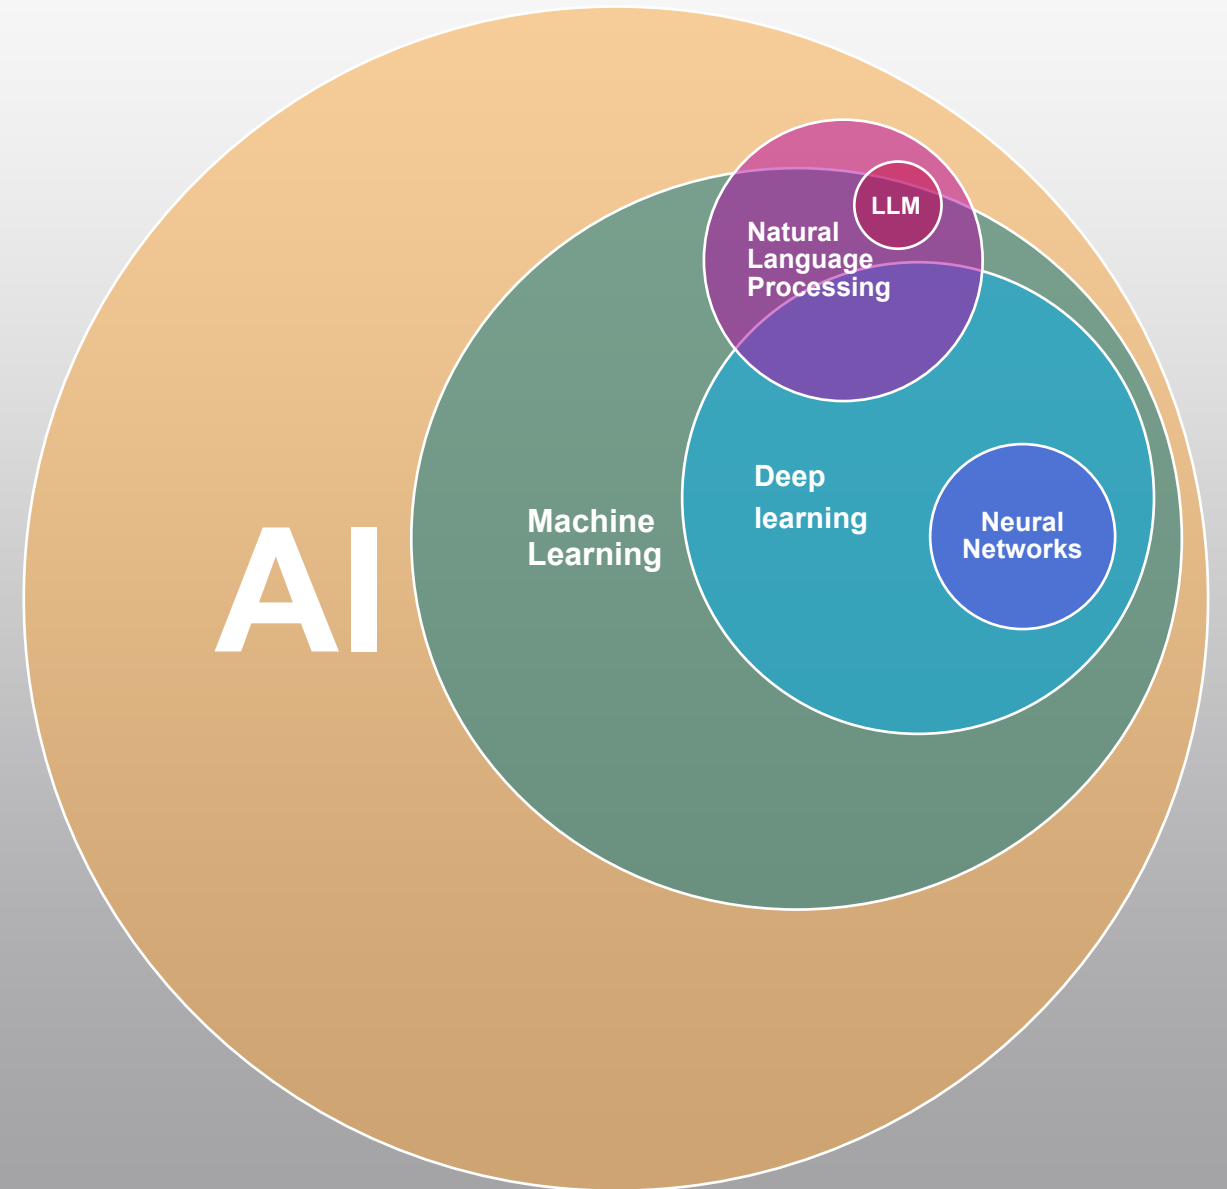 LLM
Natural
Language
Processing
Deep
learning
Machine
Learning
Neural
Networks
AI